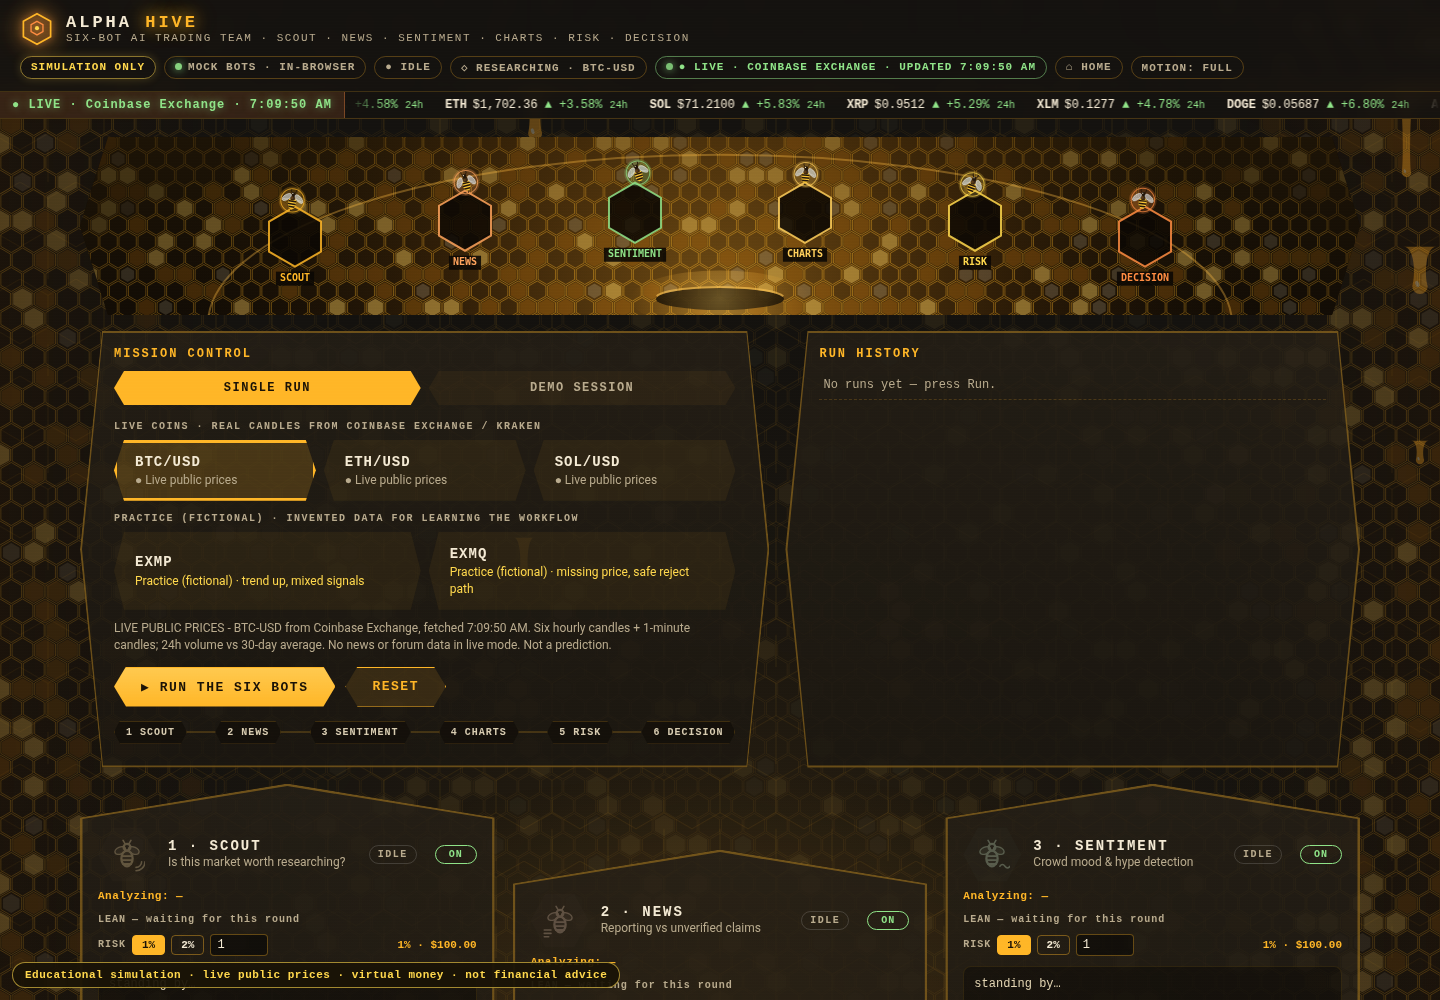 ALPHA HIVE
SIX-BOT AI TRADING TEAM · SCOUT · NEWS · SENTIMENT · CHARTS · RISK · DECISION
SIMULATION ONLY
MOCK BOTS · IN-BROWSER
● IDLE
◇ RESEARCHING · BTC-USD
● LIVE · COINBASE EXCHANGE · UPDATED 7:09:50 AM
⌂ HOME
MOTION: FULL
● LIVE · Coinbase Exchange · 7:09:50 AM
+4.58% 24h ETH $1,702.36 ▲ +3.58% 24h SOL $71.2100 ▲ +5.83% 24h XRP $0.9512 ▲ +5.29% 24h XLM $0.1277 ▲ +4.78% 24h DOGE $0.05687 ▲ +6.80% 24h
SCOUT
NEWS
SENTIMENT
CHARTS
RISK
DECISION
MISSION CONTROL
SINGLE RUN
DEMO SESSION
LIVE COINS · REAL CANDLES FROM COINBASE EXCHANGE / KRAKEN
BTC/USD
● Live public prices
ETH/USD
● Live public prices
SOL/USD
● Live public prices
PRACTICE (FICTIONAL) · INVENTED DATA FOR LEARNING THE WORKFLOW
EXMP
Practice (fictional) · trend up, mixed signals
EXMQ
Practice (fictional) · missing price, safe reject
path
LIVE PUBLIC PRICES - BTC-USD from Coinbase Exchange, fetched 7:09:50 AM. Six hourly candles + 1-minute
candles; 24h volume vs 30-day average. No news or forum data in live mode. Not a prediction.
▶ RUN THE SIX BOTS
RESET
1 SCOUT
2 NEWS
3 SENTIMENT
4 CHARTS
5 RISK
6 DECISION
RUN HISTORY
No runs yet — press Run.
1 · SCOUT
Is this market worth researching?
IDLE
ON
Analyzing: —
LEAN — waiting for this round
RISK 1% 2% 1
1% · $100.00
2 · NEWS
Reporting vs unverified claims
IDLE
ON
Analyzing: —
for this round
3 · SENTIMENT
Crowd mood & hype detection
IDLE
ON
Analyzing: —
LEAN — waiting for this round
RISK 1% 2% 1
1% · $100.00
standing by…
Educational simulation · live public prices · virtual money · not financial advice